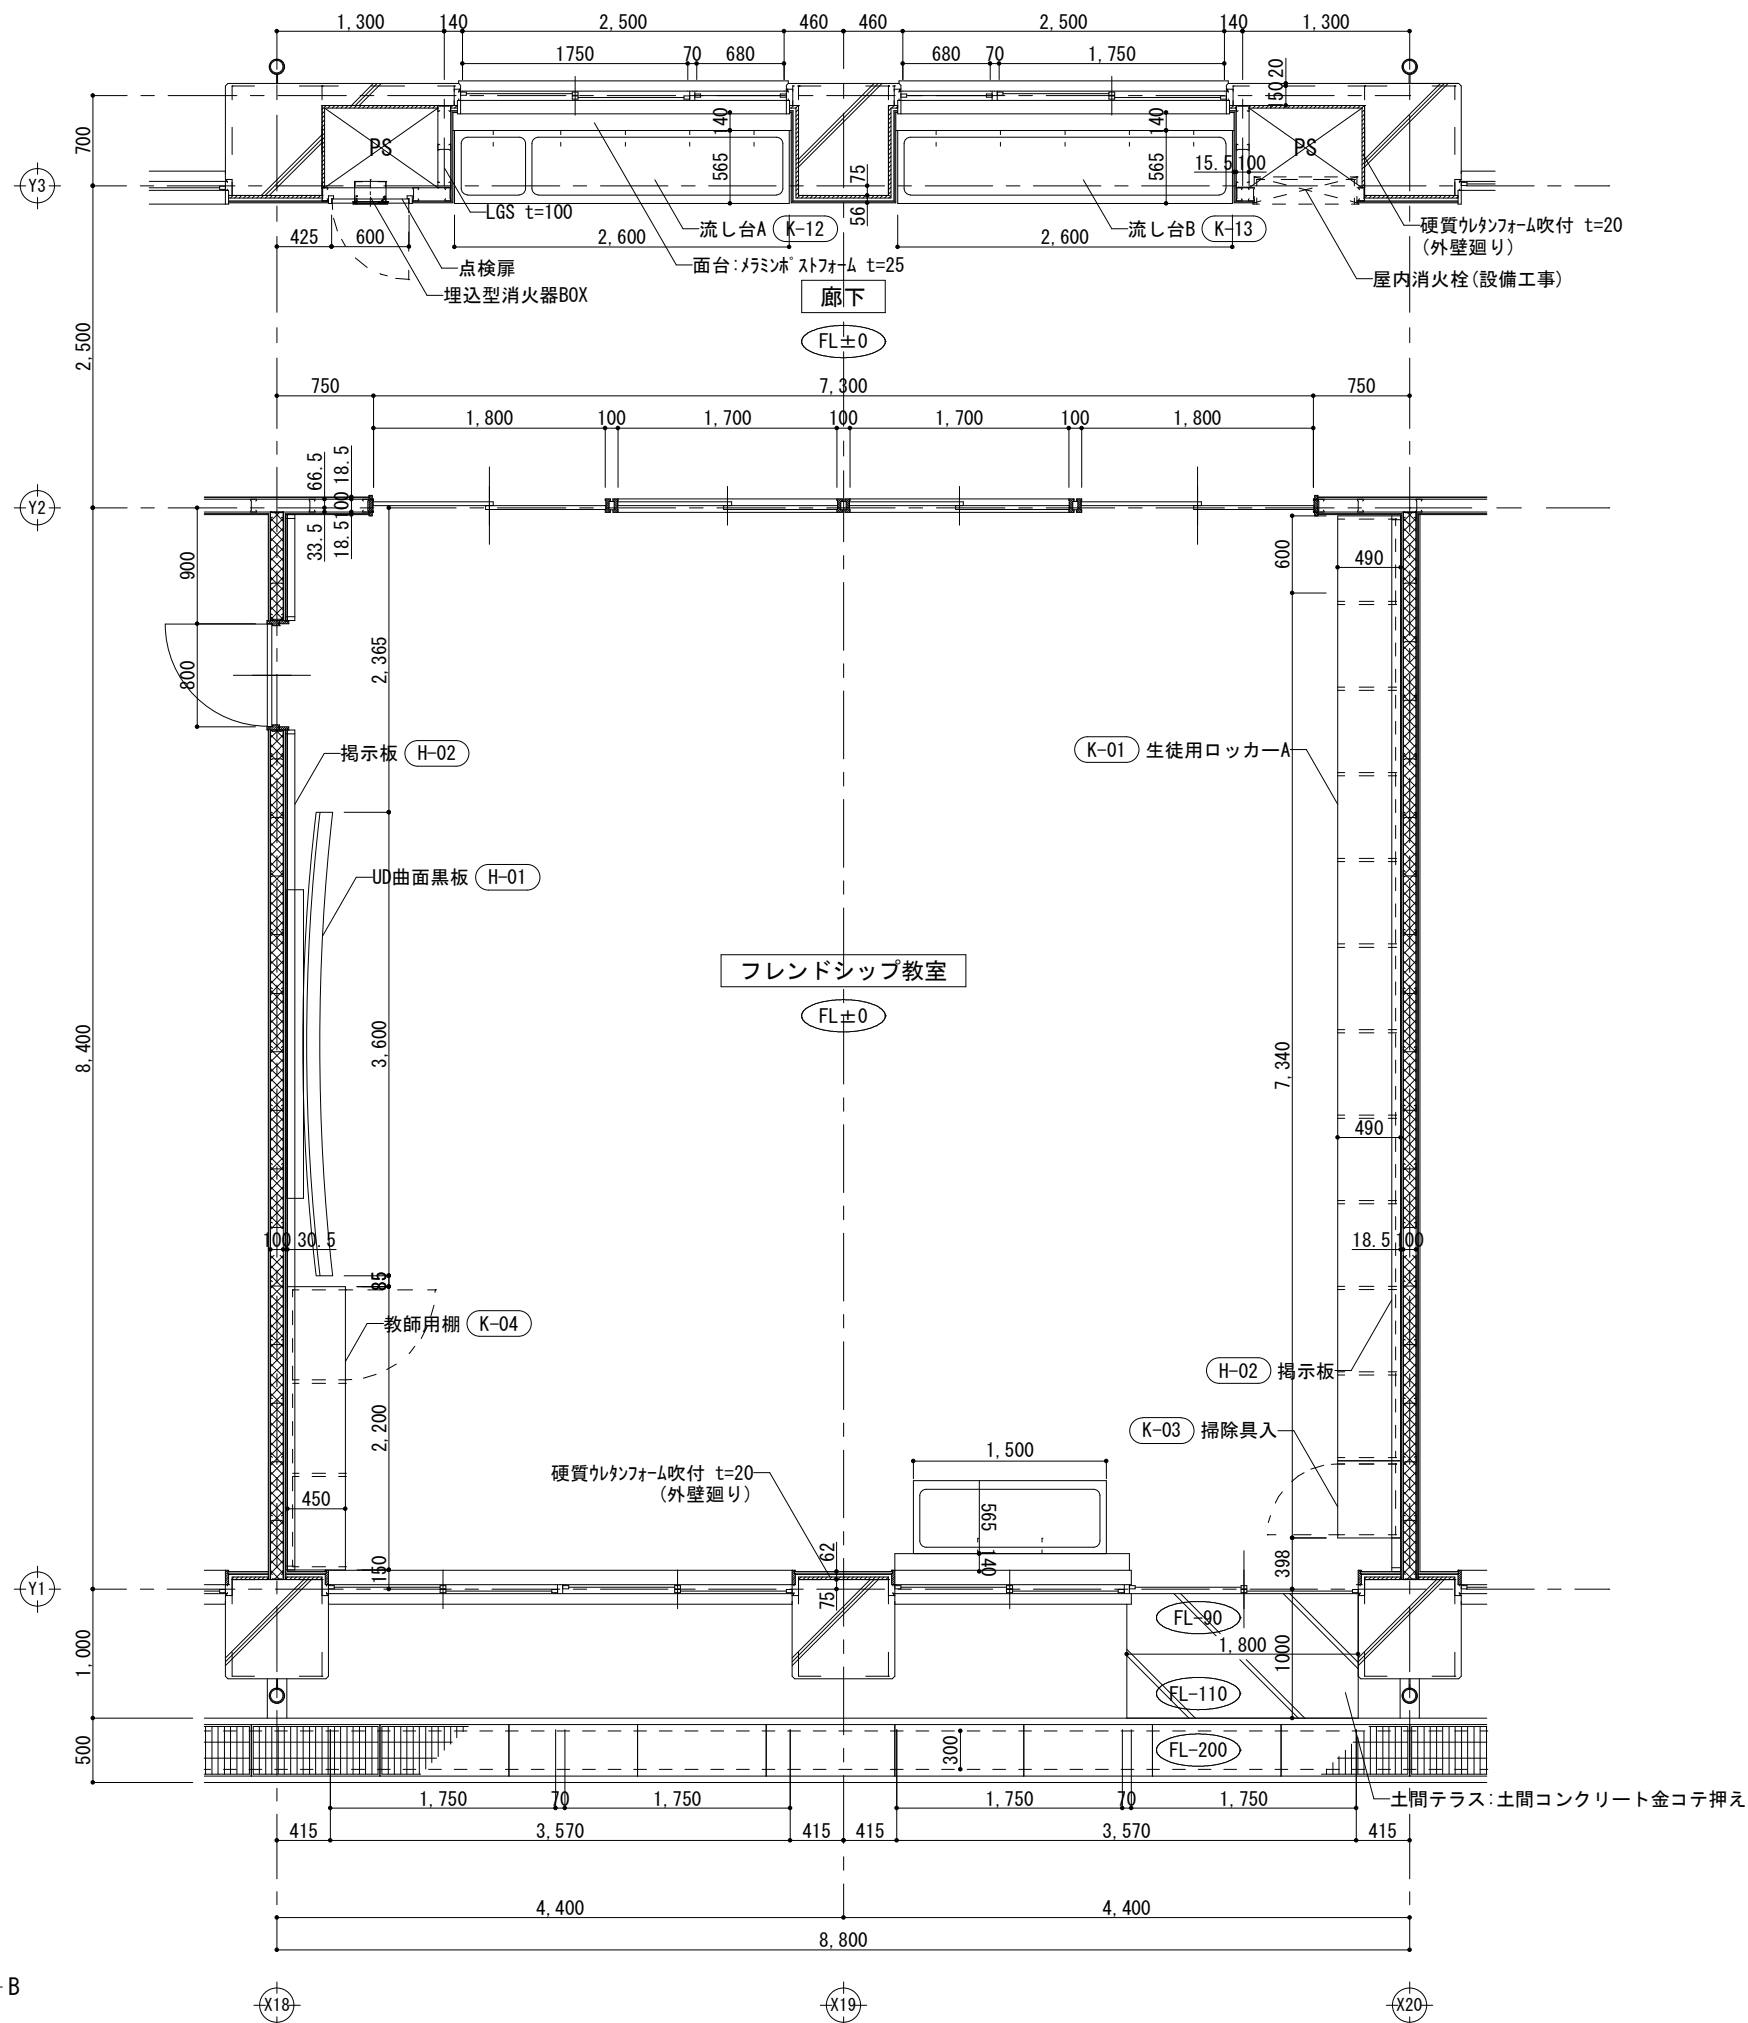 1,300 140 2,500 460 460 2,500 140 1,300
1750 70 680 680 70 1,750
150 20
700
140
140
PS
PS
565
75
565
15.5 100
Y3
LGS t=100
56
流し台A K-12
流し台B K-13
硬質ウレタンフォーム吹付 t=20
(外壁廻り)
425 600
2,600
2,600
点検扉
面台:メラミンポストフォーム t=25
屋内消火栓(設備工事)
埋込型消火器BOX
廊下
2,500
FL±0
750 7,300 750
1,800 100 1,700 100 1,700 100 1,800
66.5 18.5
100
Y2
33.5 18.5
900
600
490
2,365
800
掲示板 H-02
K-01 生徒用ロッカーA
UD曲面黒板 H-01
フレンドシップ教室
FL±0
8,400
3,600
7,340
490
100 30.5
18.5 100
85
教師用棚 K-04
H-02 掲示板
2,200
K-03 掃除具入
1,500
硬質ウレタンフォーム吹付 t=20
(外壁廻り)
450
565
62
140
150
398
Y1
75
FL-90
1,000
1,800
1000
FL-110
500
300
FL-200
1,750 70 1,750 1,750 70 1,750
土間テラス:土間コンクリート金コテ押え
415 3,570 415 415 3,570 415
4,400 4,400
8,800
B
X18 X19 X20